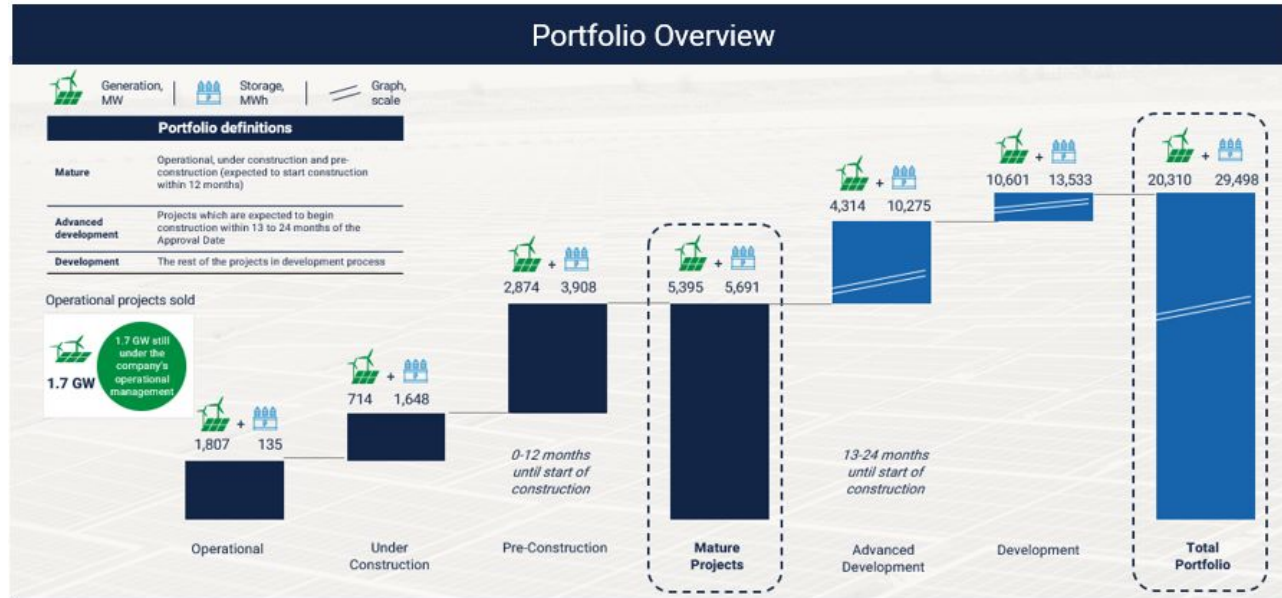 Portfolio Overview
Generation,
MW
Storage,
MWh
Graph,
scale
Portfolio definitions
Mature
Operational, under construction and pre-
construction (expected to start construction
within 12 months)
Advanced
development
Projects which are expected to begin
construction within 13 to 24 months of the
Approval Date
Development
The rest of the projects in development process
Operational projects sold
1.7 GW
1.7 GW still
under the
company's
operational
management
+
1,807 135
+
714 1,648
+
2,874 3,908
+
5,395 5,691
+
4,314 10,275
+
10,601 13,533
+
20,310 29,498
0-12 months
until start of
construction
13-24 months
until start of
construction
Operational
Under
Construction
Pre-Construction
Mature
Projects
Advanced
Development
Development
Total
Portfolio